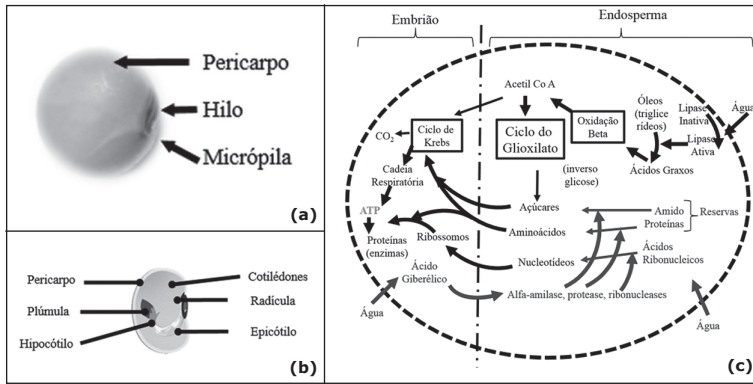 Pericarpo
Hilo
Micrópila
(a)
Pericarpo
Plúmula
Hipocótilo
Cotilédones
Radícula
Epicótilo
(b)
Embrião
Endosperma
Acetil Co A
Óleos
(triglice
rídeos)
Lipase
Inativa
Água
CO2
Ciclo de
Krebs
Ciclo do
Glioxilato
Oxidação
Beta
Lipase
Ativa
Cadeia
Respiratória
(inverso
glicose)
Ácidos Graxos
ATP
Açúcares
Amido
Proteínas
Reservas
Proteínas
(enzimas)
Ribossomos
Aminoácidos
Nucleotídeos
Ácidos
Ribonucleicos
Ácido
Giberélico
Alfa-amilase, protease, ribonucleases
Água
Água
(c)